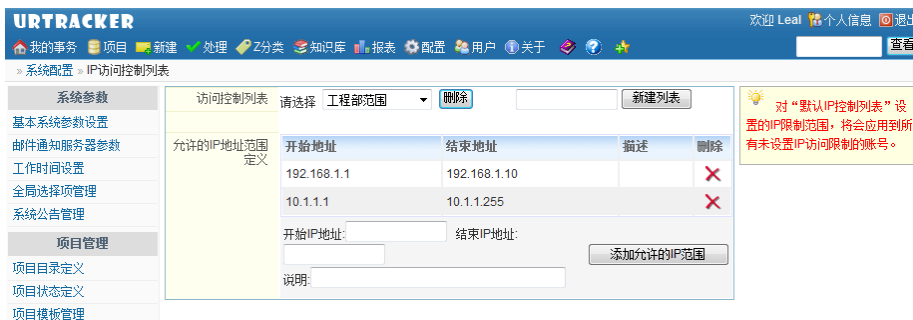 URTRACKER
欢迎 Leal 个人信息 退出
我的事务 项目 新建 处理 Z分类 知识库 报表 配置 用户 关于 查看
» 系统配置 » IP访问控制列表
系统参数
基本系统参数设置
邮件通知服务器参数
工作时间设置
全局选择项管理
系统公告管理
项目管理
项目目录定义
项目状态定义
项目模板管理
访问控制列表 请选择 工程部范围 删除 新建列表
允许的IP地址范围
定义
开始地址 结束地址 描述 删除
192.168.1.1 192.168.1.10
10.1.1.1 10.1.1.255
开始IP地址: 结束IP地址:
添加允许的IP范围
说明:
对“默认IP控制列表”设
置的IP限制范围，将会应用到所
有未设置IP访问限制的账号。